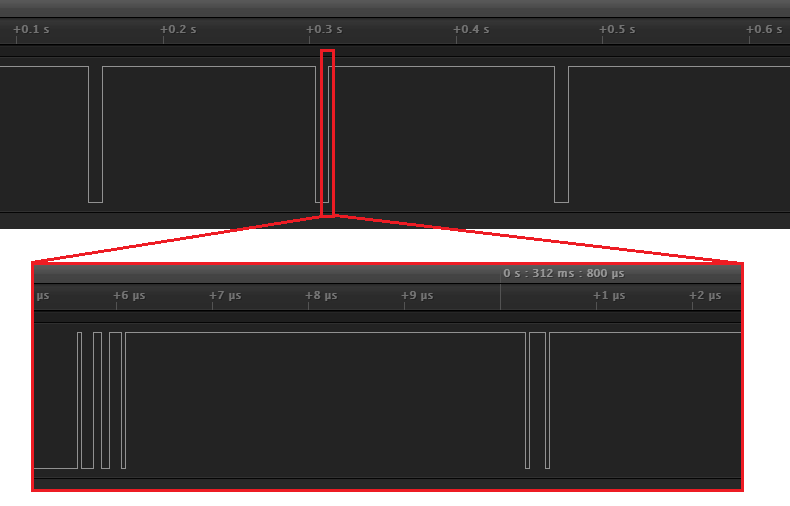 +0.1 s +0.2 s +0.3 s +0.4 s +0.5 s +0.6 s
0 s : 312 ms : 800 µs
µs +6 µs +7 µs +8 µs +9 µs +1 µs +2 µs